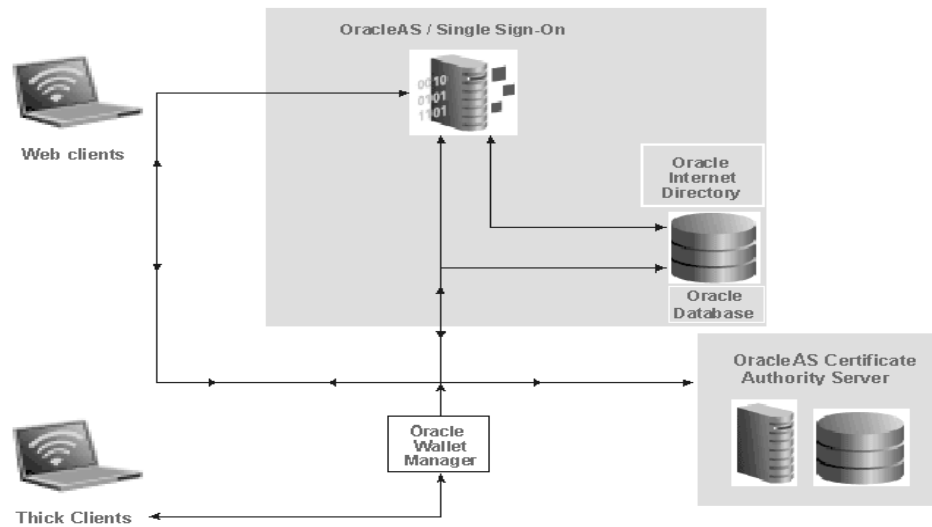 OracleAS / Single Sign-On
0010
0101
1101
Web clients
Oracle
Internet
Directory
Oracle
Database
OracleAS Certificate
Authority Server
Oracle
Wallet
Manager
Thick Clients